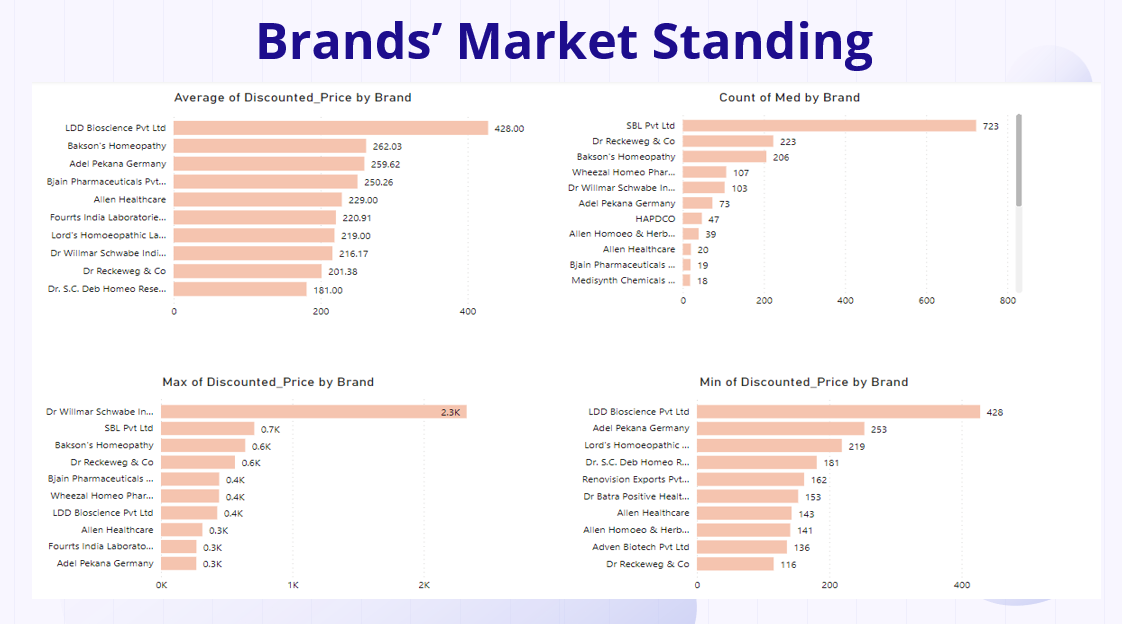 Brands’ Market Standing
Average of Discounted_Price by Brand
LDD Bioscience Pvt Ltd 428.00
Bakson's Homeopathy 262.03
Adel Pekana Germany 259.62
Bjain Pharmaceuticals Pvt... 250.26
Allen Healthcare 229.00
Fourrts India Laboratorie... 220.91
Lord's Homoeopathic La... 219.00
Dr Willmar Schwabe Indi... 216.17
Dr Reckeweg & Co 201.38
Dr. S.C. Deb Homeo Rese... 181.00
0 200 400
Count of Med by Brand
SBL Pvt Ltd 723
Dr Reckeweg & Co 223
Bakson's Homeopathy 206
Wheezal Homeo Phar... 107
Dr Willmar Schwabe In... 103
Adel Pekana Germany 73
HAPDCO 47
Allen Homoeo & Herb... 39
Allen Healthcare 20
Bjain Pharmaceuticals ... 19
Medisynth Chemicals ... 18
0 200 400 600 800
Max of Discounted_Price by Brand
Dr Willmar Schwabe In... 2.3K
SBL Pvt Ltd 0.7K
Bakson's Homeopathy 0.6K
Dr Reckeweg & Co 0.6K
Bjain Pharmaceuticals ... 0.4K
Wheezal Homeo Phar... 0.4K
LDD Bioscience Pvt Ltd 0.4K
Allen Healthcare 0.3K
Fourrts India Laborato... 0.3K
Adel Pekana Germany 0.3K
0K 1K 2K
Min of Discounted_Price by Brand
LDD Bioscience Pvt Ltd 428
Adel Pekana Germany 253
Lord's Homoeopathic ... 219
Dr. S.C. Deb Homeo R... 181
Renovision Exports Pvt... 162
Dr Batra Positive Healt... 153
Allen Healthcare 143
Allen Homoeo & Herb... 141
Adven Biotech Pvt Ltd 136
Dr Reckeweg & Co 116
0 200 400